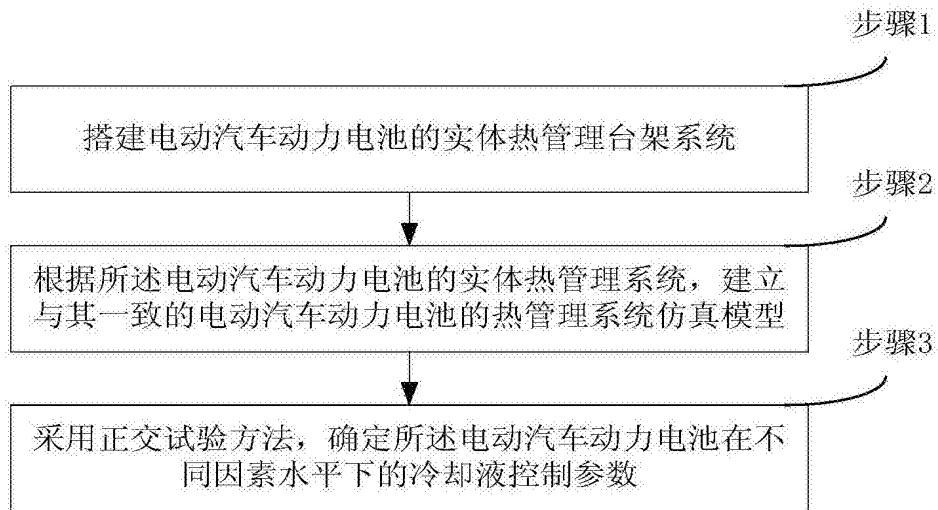 步骤1
搭建电动汽车动力电池的实体热管理台架系统
步骤2
根据所述电动汽车动力电池的实体热管理系统，建立
与其一致的电动汽车动力电池的热管理系统仿真模型
步骤3
采用正交试验方法，确定所述电动汽车动力电池在不
同因素水平下的冷却液控制参数